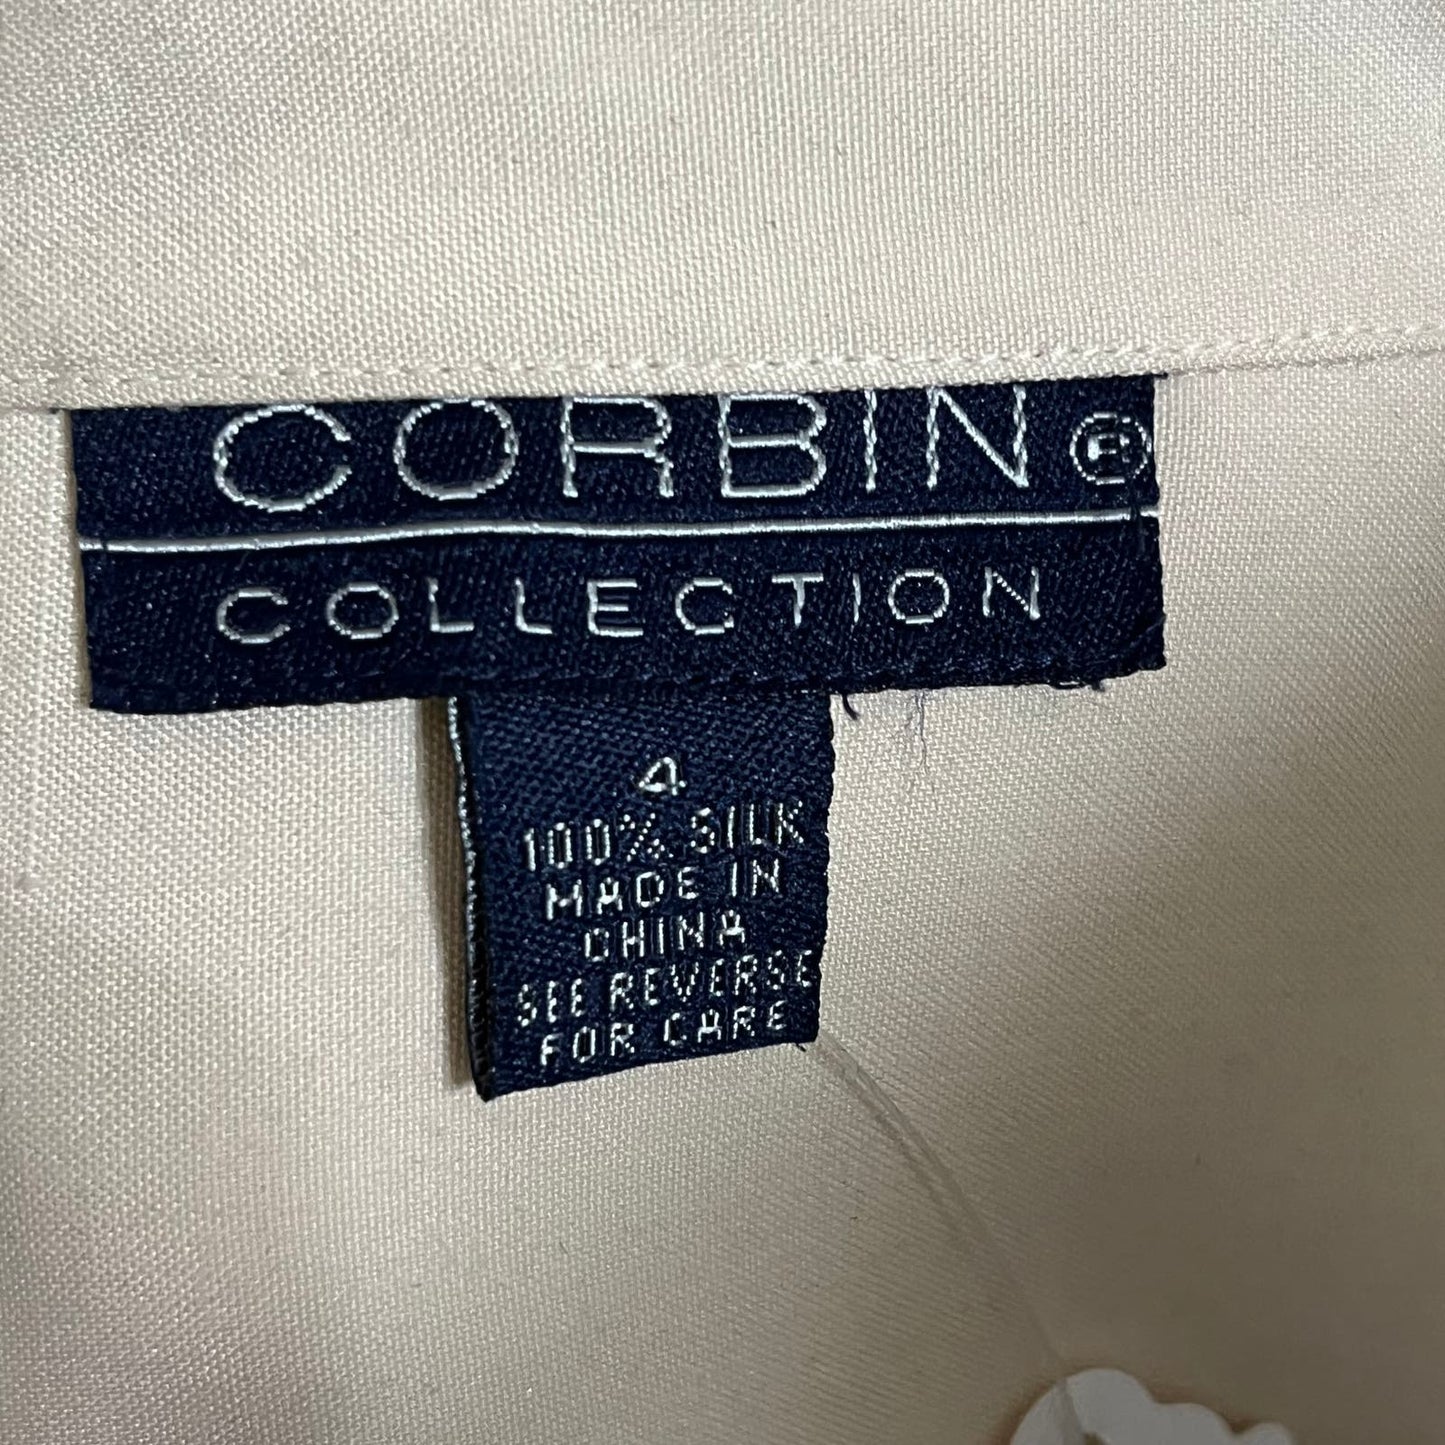 CORBIN®
COLLECTION
4
100% SILK
MADE IN
CHINA
SEE REVERSE
FOR CARE